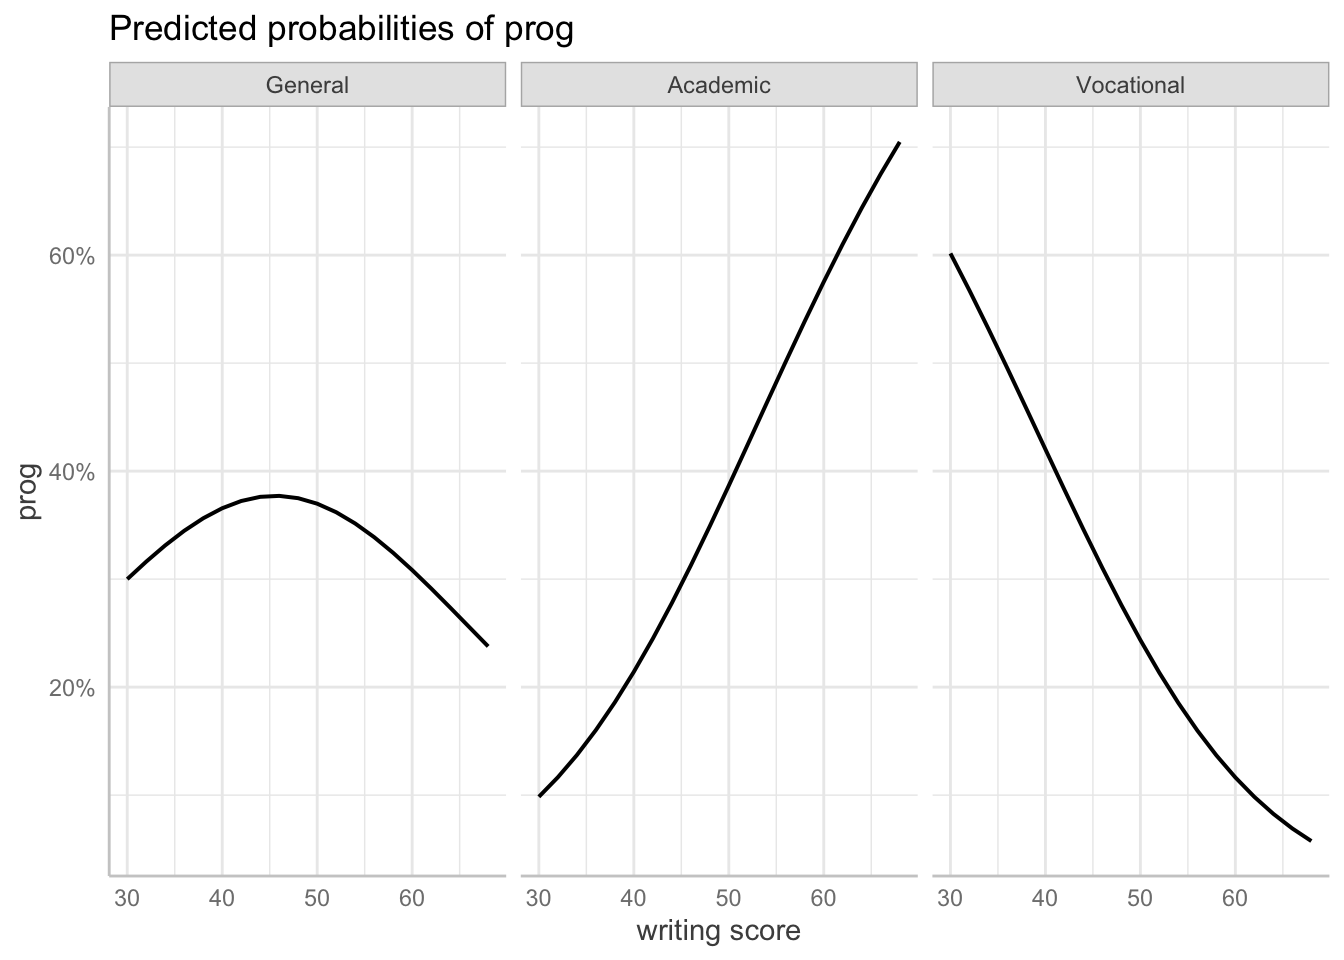 Predicted probabilities of prog
General Academic Vocational
prog
60%
40%
20%
30 40 50 60 30 40 50 60 30 40 50 60
writing score